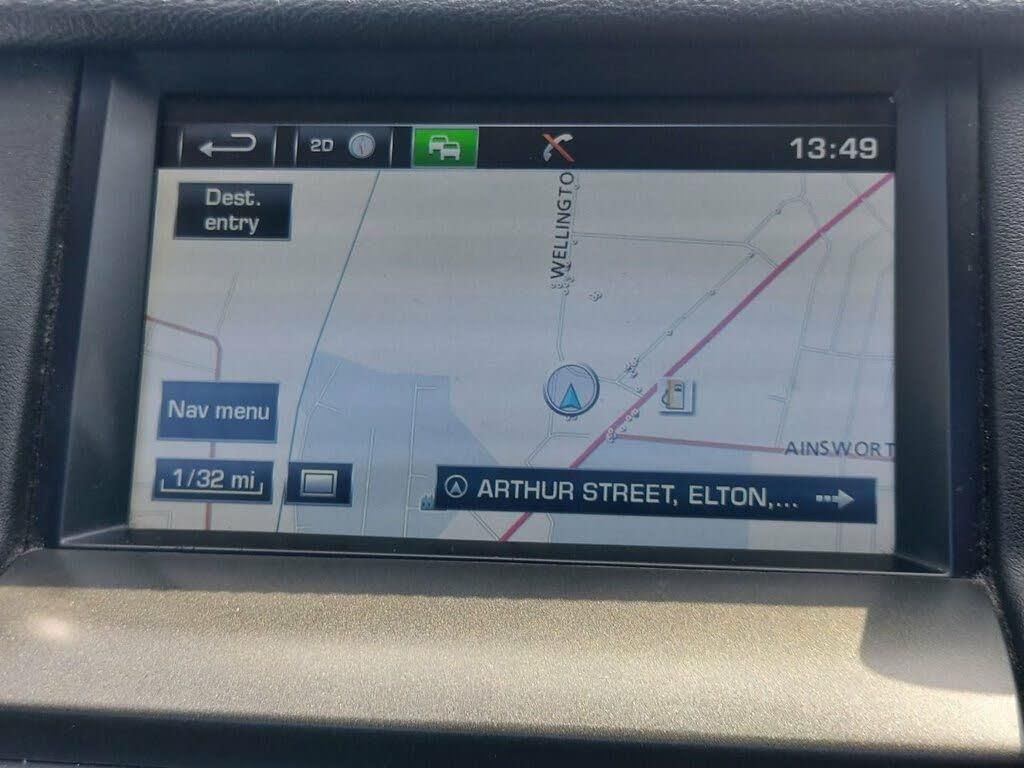 2D
13:49
Dest.
entry
WELLINGTO
Nav menu
1/32 mi
AINSWORT
ARTHUR STREET, ELTON,...